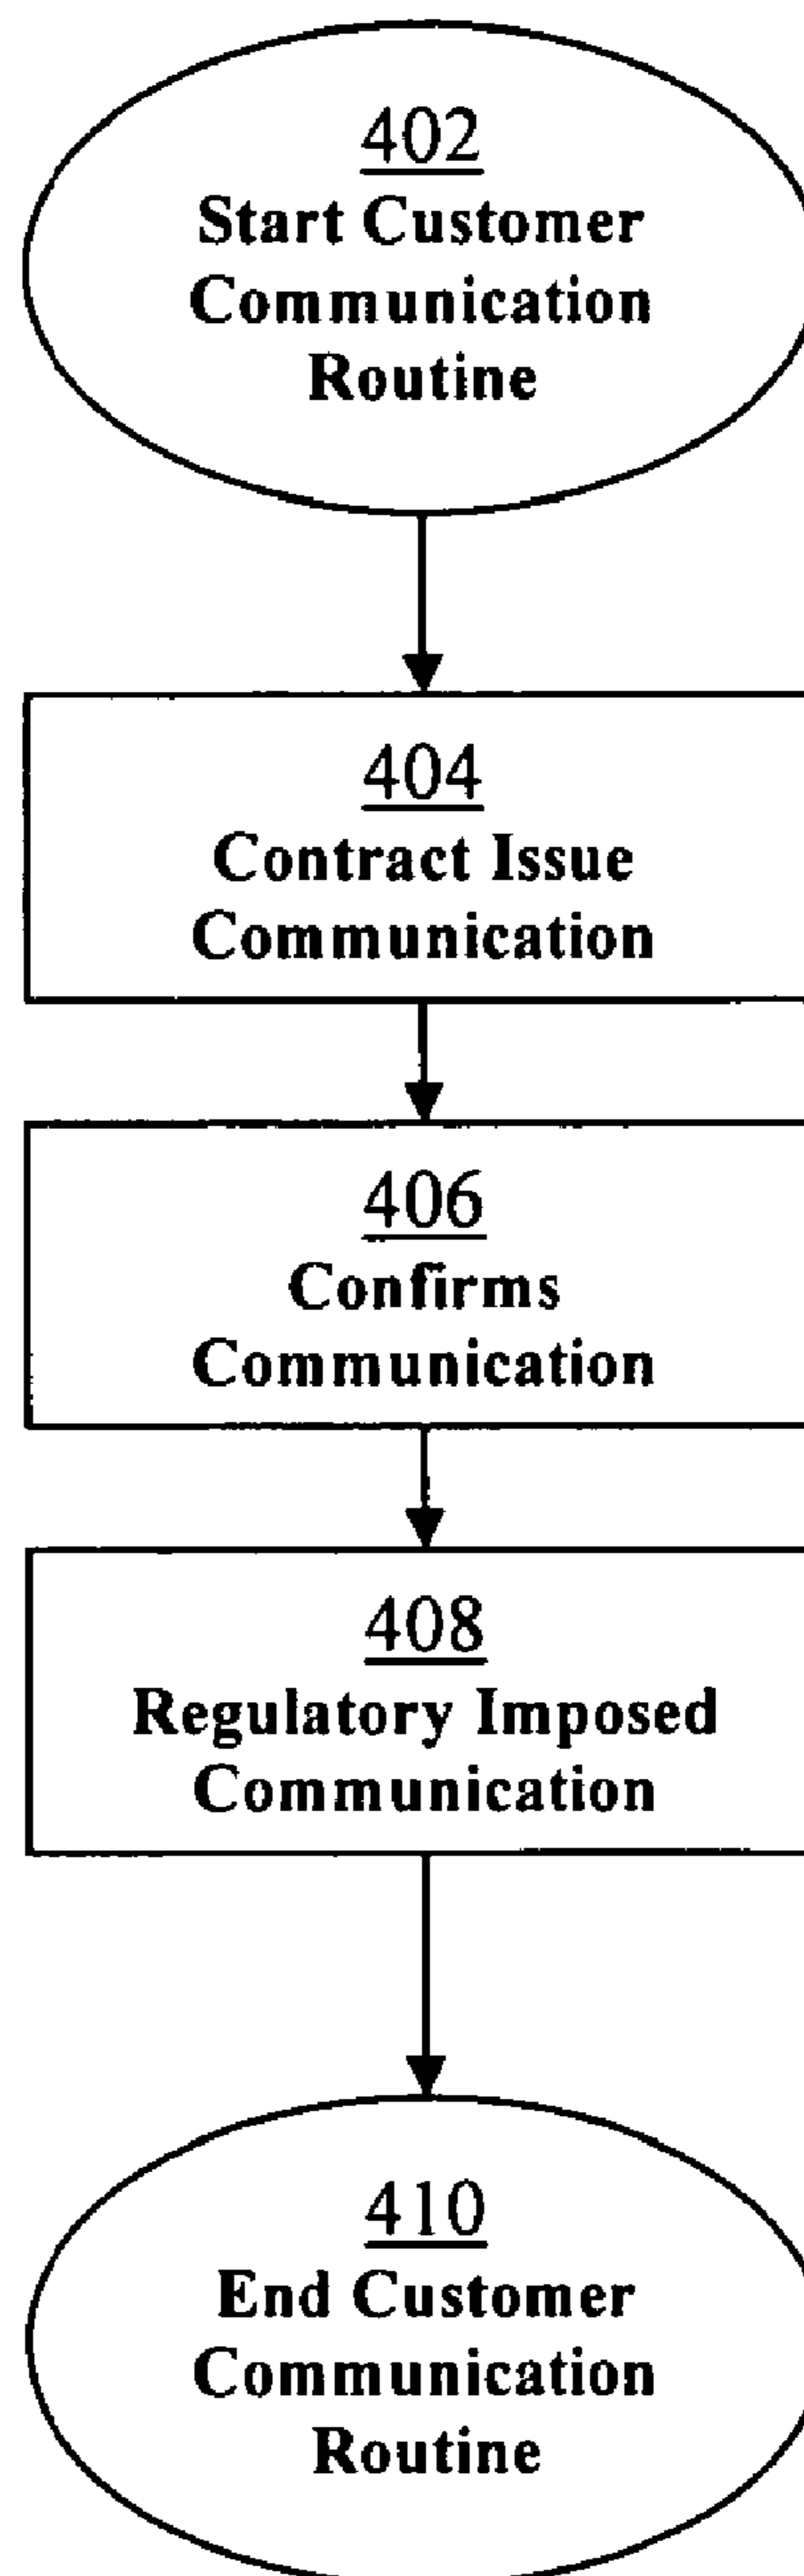 402
Start Customer
Communication
Routine
404
Contract Issue
Communication
406
Confirms
Communication
408
Regulatory Imposed
Communication
410
End Customer
Communication
Routine